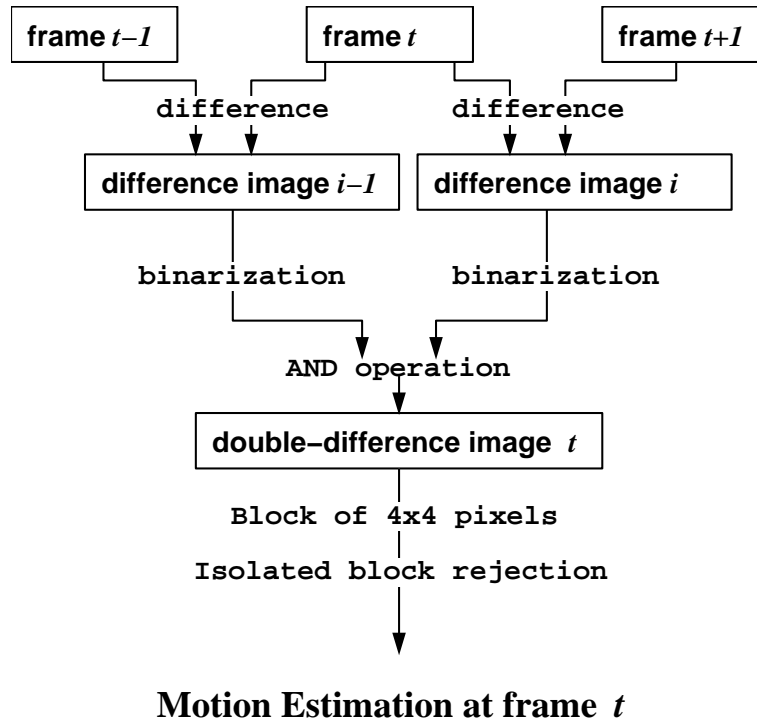 frame t−1
frame t
frame t+1
difference
difference
difference image i−1
difference image i
binarization
binarization
AND operation
double−difference image t
Block of 4x4 pixels
Isolated block rejection
Motion Estimation at frame t